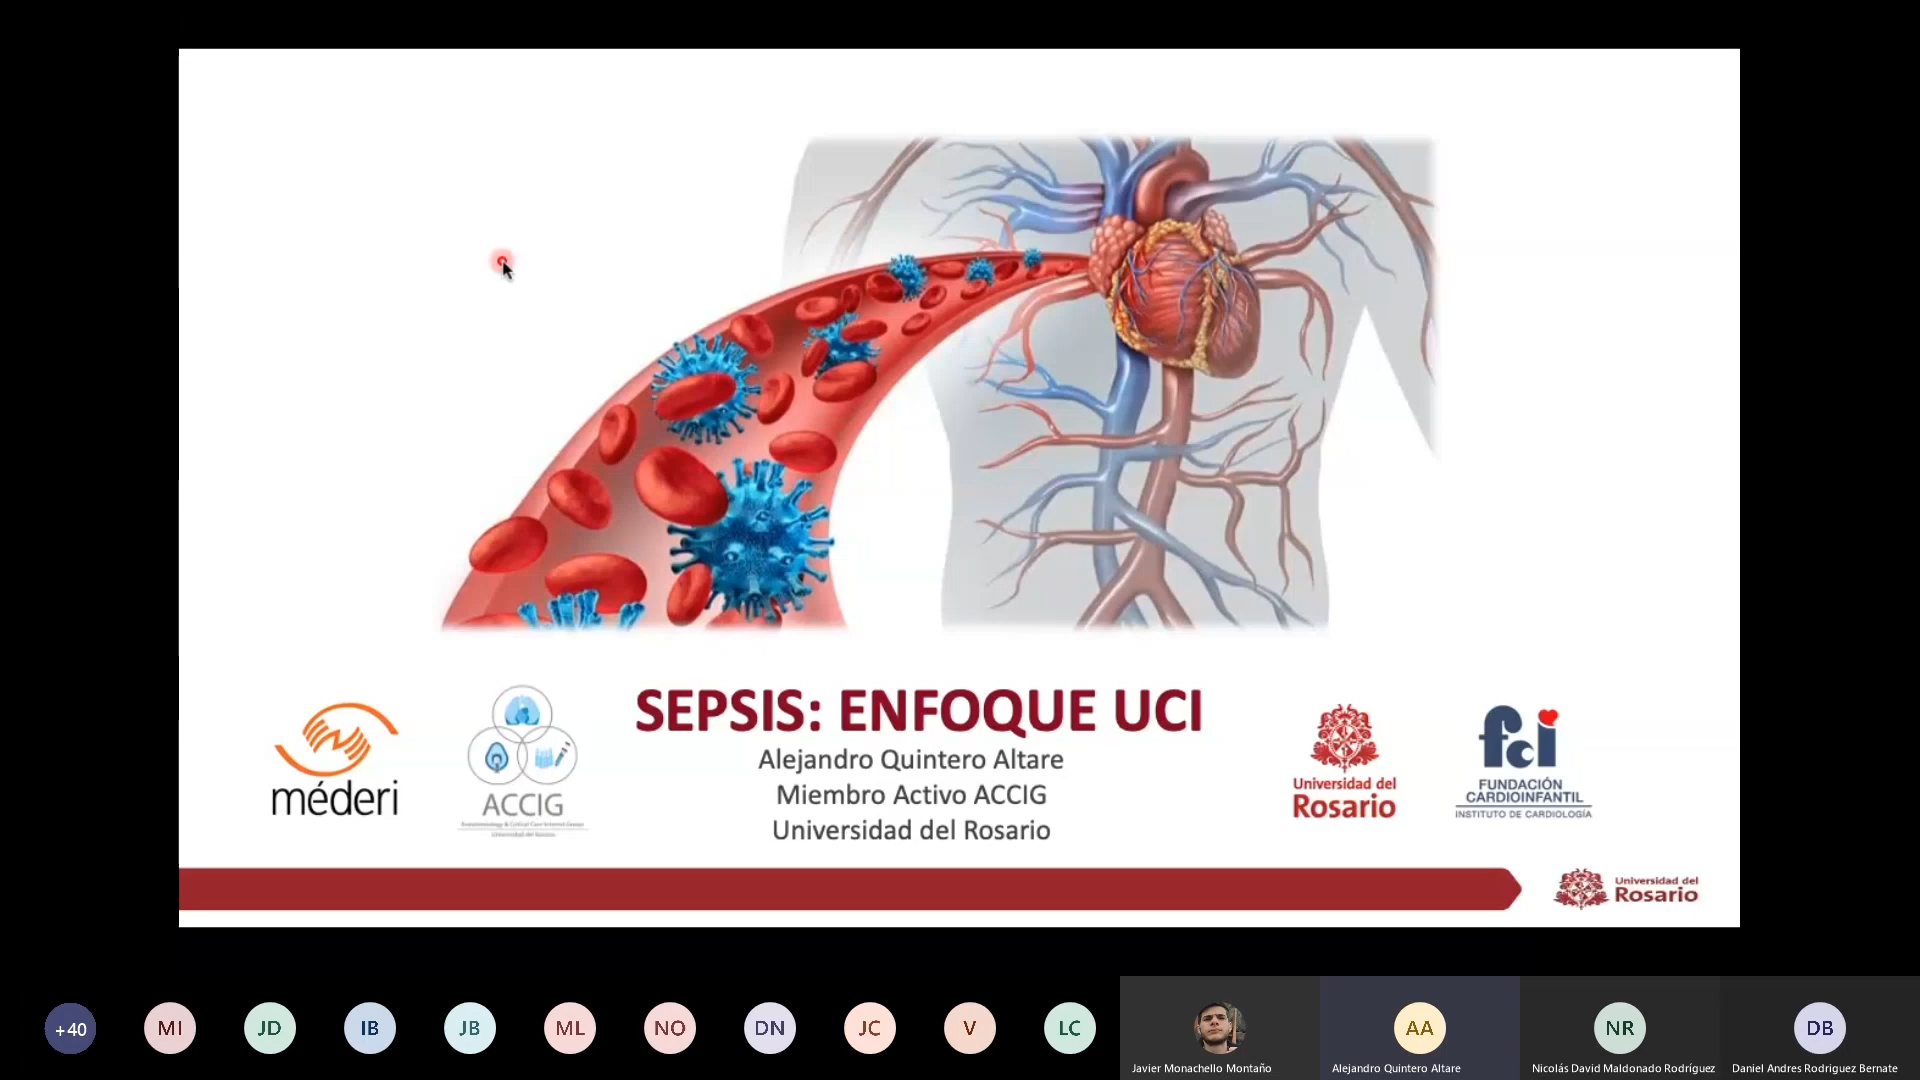 SEPSIS: ENFOQUE UCI
Alejandro Quintero Altare
Miembro Activo ACCIG
Universidad del Rosario
méderi
ACCIG
Universidad del
Rosario
fci
FUNDACIÓN
CARDIOINFANTIL
INSTITUTO DE CARDIOLOGÍA
Universidad del
Rosario
+40
MI
JD
IB
JB
ML
NO
DN
JC
V
LC
Javier Monachello Montaño
AA
Alejandro Quintero Altare
NR
Nicolás David Maldonado Rodríguez
DB
Daniel Andres Rodriguez Bernate